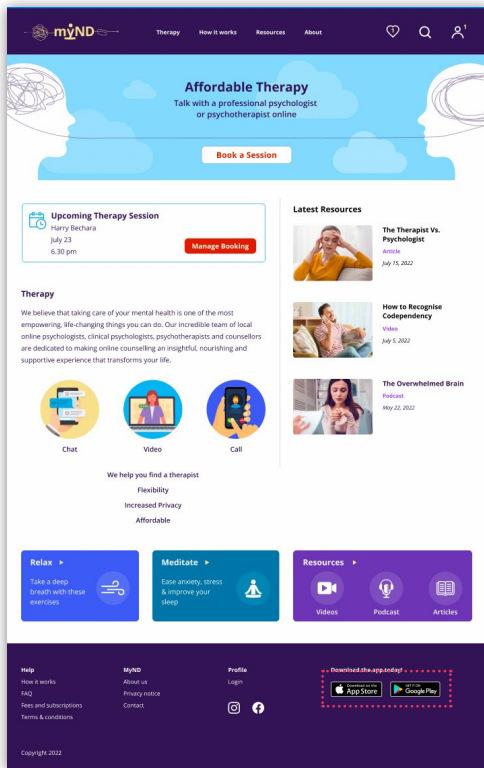 myND
Therapy
How it works
Resources
About
1
1
Affordable Therapy
Talk with a professional psychologist
or psychotherapist online
Book a Session
Upcoming Therapy Session
Harry Bechara
July 23
6.30 pm
Manage Booking
Therapy
We believe that taking care of your mental health is one of the most
empowering, life-changing things you can do. Our incredible team of local
online psychologists, clinical psychologists, psychotherapists and counsellors
are dedicated to making online counselling an insightful, nourishing and
supportive experience that transforms your life.
Chat
Video
Call
We help you find a therapist
Flexibility
Increased Privacy
Affordable
Latest Resources
The Therapist Vs.
Psychologist
Article
July 15, 2022
How to Recognise
Codependency
Video
July 5, 2022
The Overwhelmed Brain
Podcast
May 22, 2022
Relax
Take a deep
breath with these
exercises
Meditate
Ease anxiety, stress
& improve your
sleep
Resources
Videos
Podcast
Articles
Help
How it works
FAQ
Fees and subscriptions
Terms & conditions
MyND
About us
Privacy notice
Contact
Profile
Login
Download the app today!
Download on the
App Store
GET IT ON
Google Play
Copyright 2022